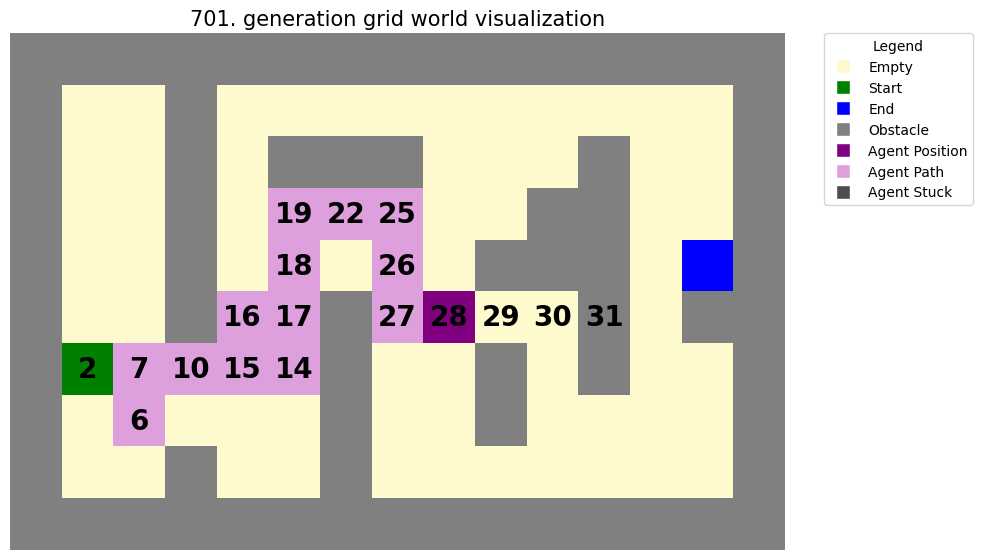 701. generation grid world visualization
Legend
Empty
Start
End
Obstacle
Agent Position
Agent Path
Agent Stuck
19 22 25
18 26
16 17 27 28 29 30 31
2 7 10 15 14
6